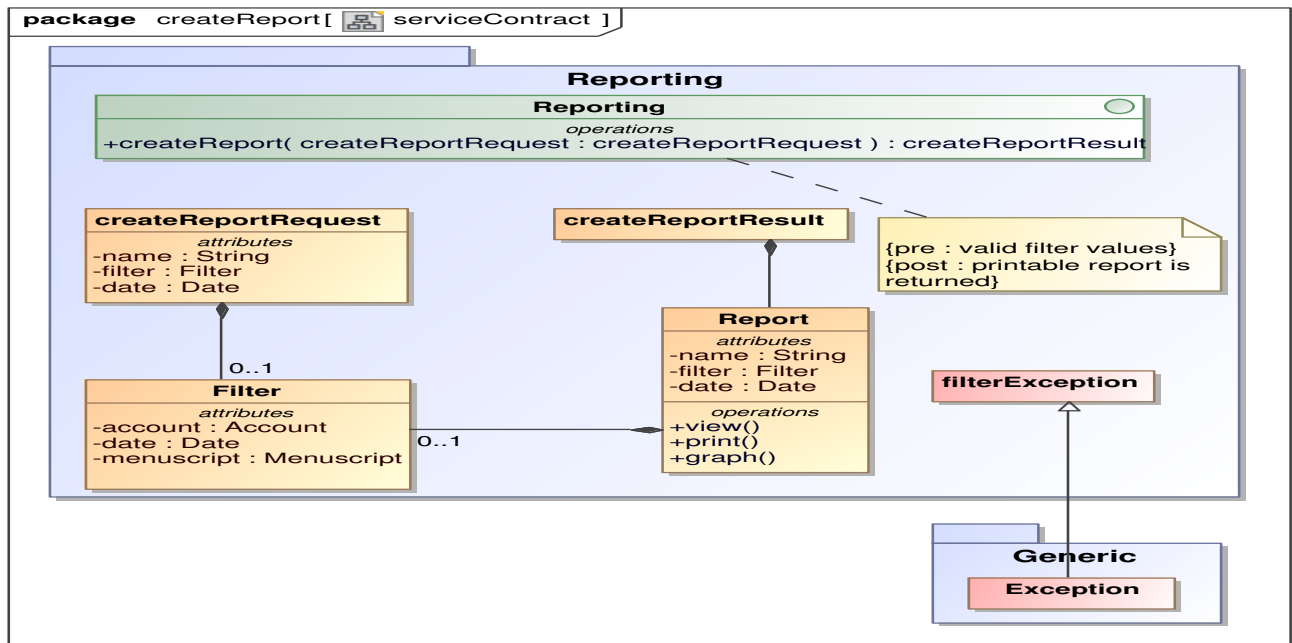 package createReport[ serviceContract ]
Reporting
Reporting
operations
+createReport( createReportRequest : createReportRequest ) : createReportResult
createReportRequest
attributes
-name : String
-filter : Filter
-date : Date
createReportResult
{pre : valid filter values}
{post : printable report is
returned}
0..1
Filter
attributes
-account : Account
-date : Date
-menuscript : Menuscript
0..1
Report
attributes
-name : String
-filter : Filter
-date : Date
operations
+view()
+print()
+graph()
filterException
Generic
Exception